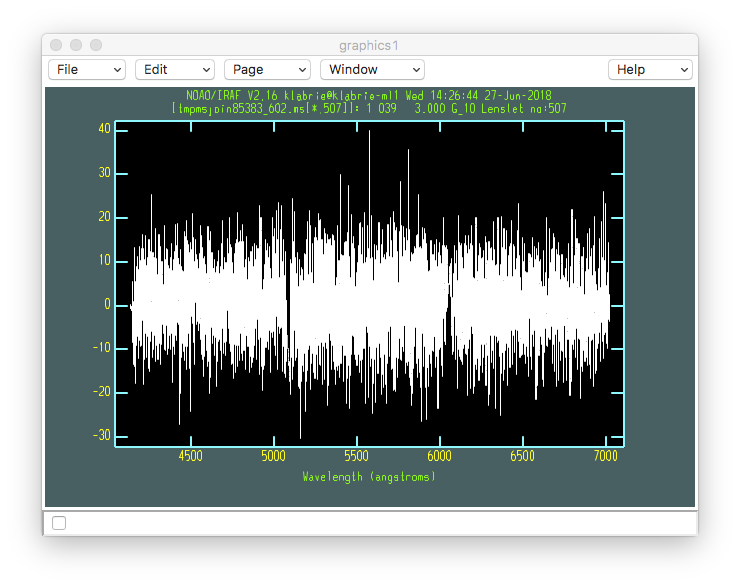 graphics1
File Edit Page Window Help
NOAO/IRAF V2.16 klabrie@klabrie-ml1 Wed 14:26:44 27-Jun-2018
[tmpmsjoin85383_602.ms[*,507]]: 1 039 3.000 G_10 Lenslet no:507
40
30
20
10
0
-10
-20
-30
4500 5000 5500 6000 6500 7000
Wavelength (angstroms)